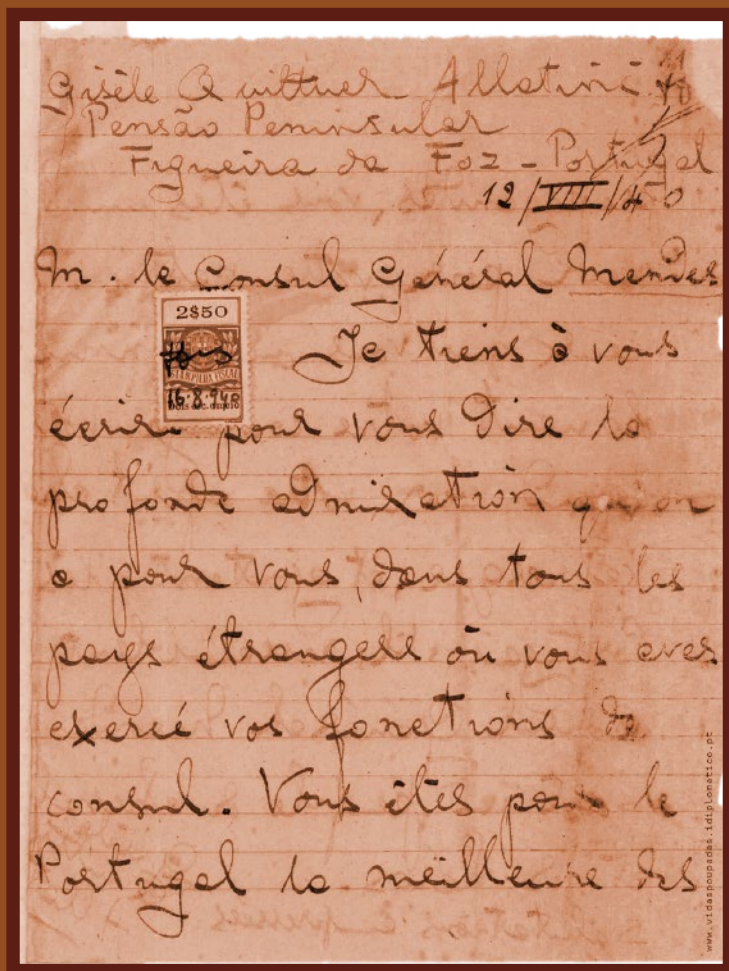 Gisèle Quittner Allatini
Pensão Peninsular
Figueira da Foz - Portugal
12/VIII/40
M. le Consul Général Mendes
2$50
Je tiens à vous
ESTAMPILHA FISCAL
16·8·940
écrire pour vous dire la
profonde admiration qu'on
a pour vous, dans tous les
pays étrangers où vous avez
exercé vos fonctions de
consul. Vous êtes pour le
Portugal la meilleure des
www.vidaspoupadas.idiplomatico.pt